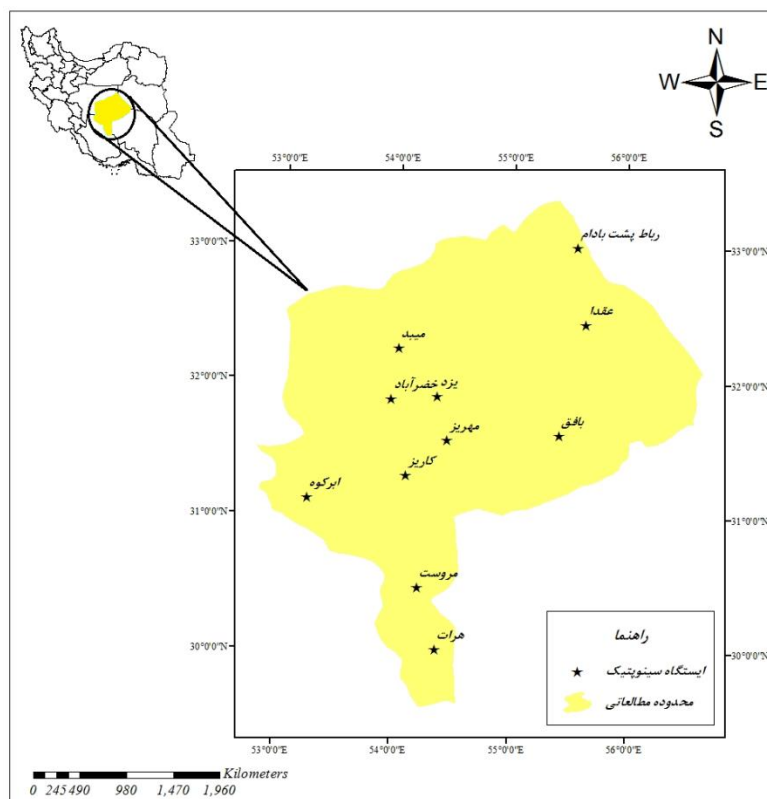 N
W E
S
53°0'0"E 54°0'0"E 55°0'0"E 56°0'0"E
33°0'0"N
33°0'0"N
رباط پشت بادام
عقدا
میبد
32°0'0"N
32°0'0"N
خضرآباد یزد
مهریز
بافق
کاریز
ابرکوه
31°0'0"N
31°0'0"N
مروست
هرات
30°0'0"N
30°0'0"N
راهنما
ایستگاه سینوپتیک
محدوده مطالعاتی
53°0'0"E 54°0'0"E 55°0'0"E 56°0'0"E
Kilometers
0 245 490 980 1,470 1,960